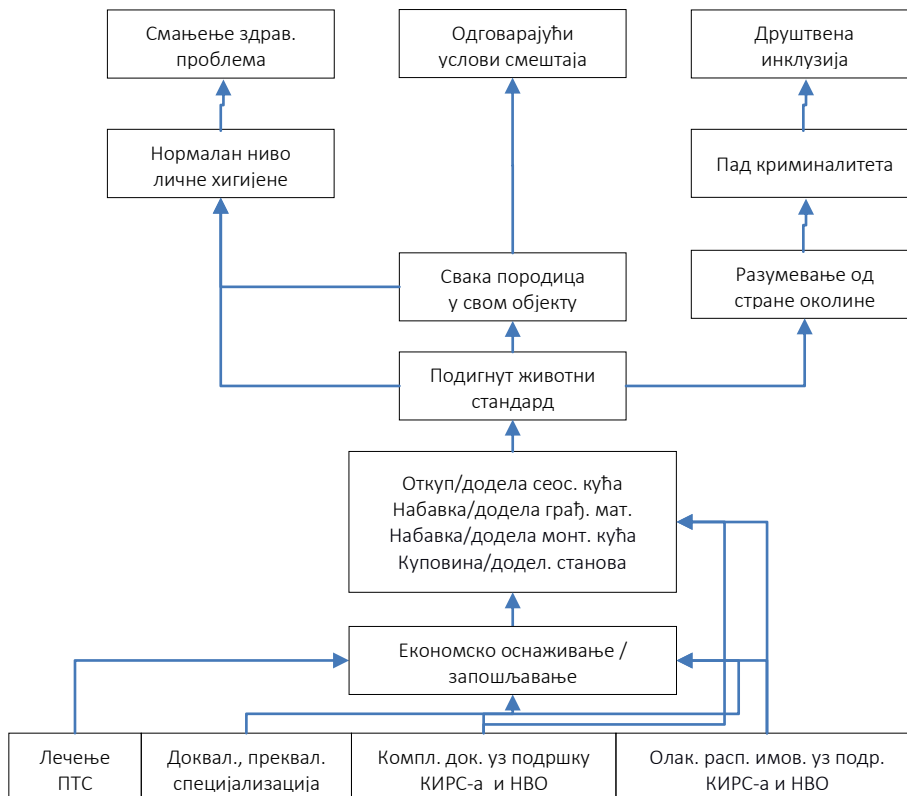 Смањење здрав.
проблема
Одговарајући
услови смештаја
Друштвена
инклузија
Нормалан ниво
личне хигијене
Пад криминалитета
Свака породица
у свом објекту
Разумевање од
стране околине
Подигнут животни
стандард
Откуп/додела сеос. кућа
Набавка/додела грађ. мат.
Набавка/додела монт. кућа
Куповина/додел. станова
Економско оснаживање /
запошљавање
Лечење
ПТС
Доквал., преквал.
специјализација
Компл. док. уз подршку
КИРС-а и НВО
Олак. расп. имов. уз подр.
КИРС-а и НВО